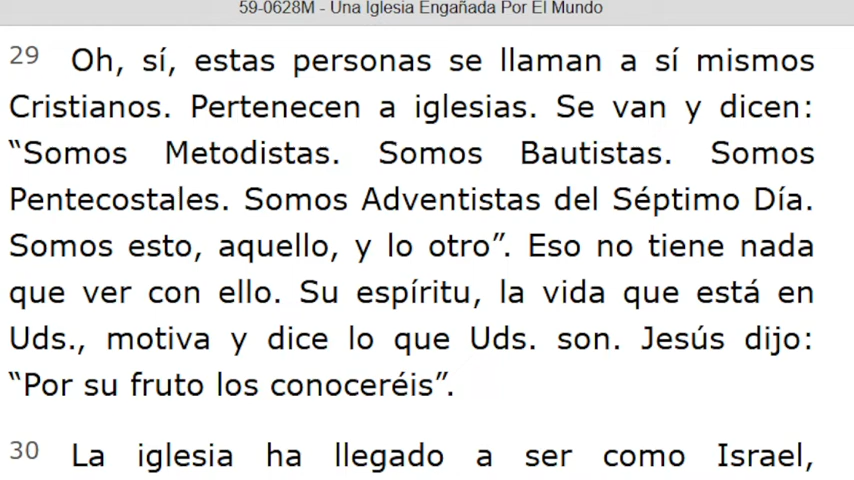 59-0628M - Una Iglesia Engañada Por El Mundo
29 Oh, sí, estas personas se llaman a sí mismos
Cristianos. Pertenecen a iglesias. Se van y dicen:
“Somos Metodistas. Somos Bautistas. Somos
Pentecostales. Somos Adventistas del Séptimo Día.
Somos esto, aquello, y lo otro”. Eso no tiene nada
que ver con ello. Su espíritu, la vida que está en
Uds., motiva y dice lo que Uds. son. Jesús dijo:
“Por su fruto los conoceréis”.
30 La iglesia ha llegado a ser como Israel,